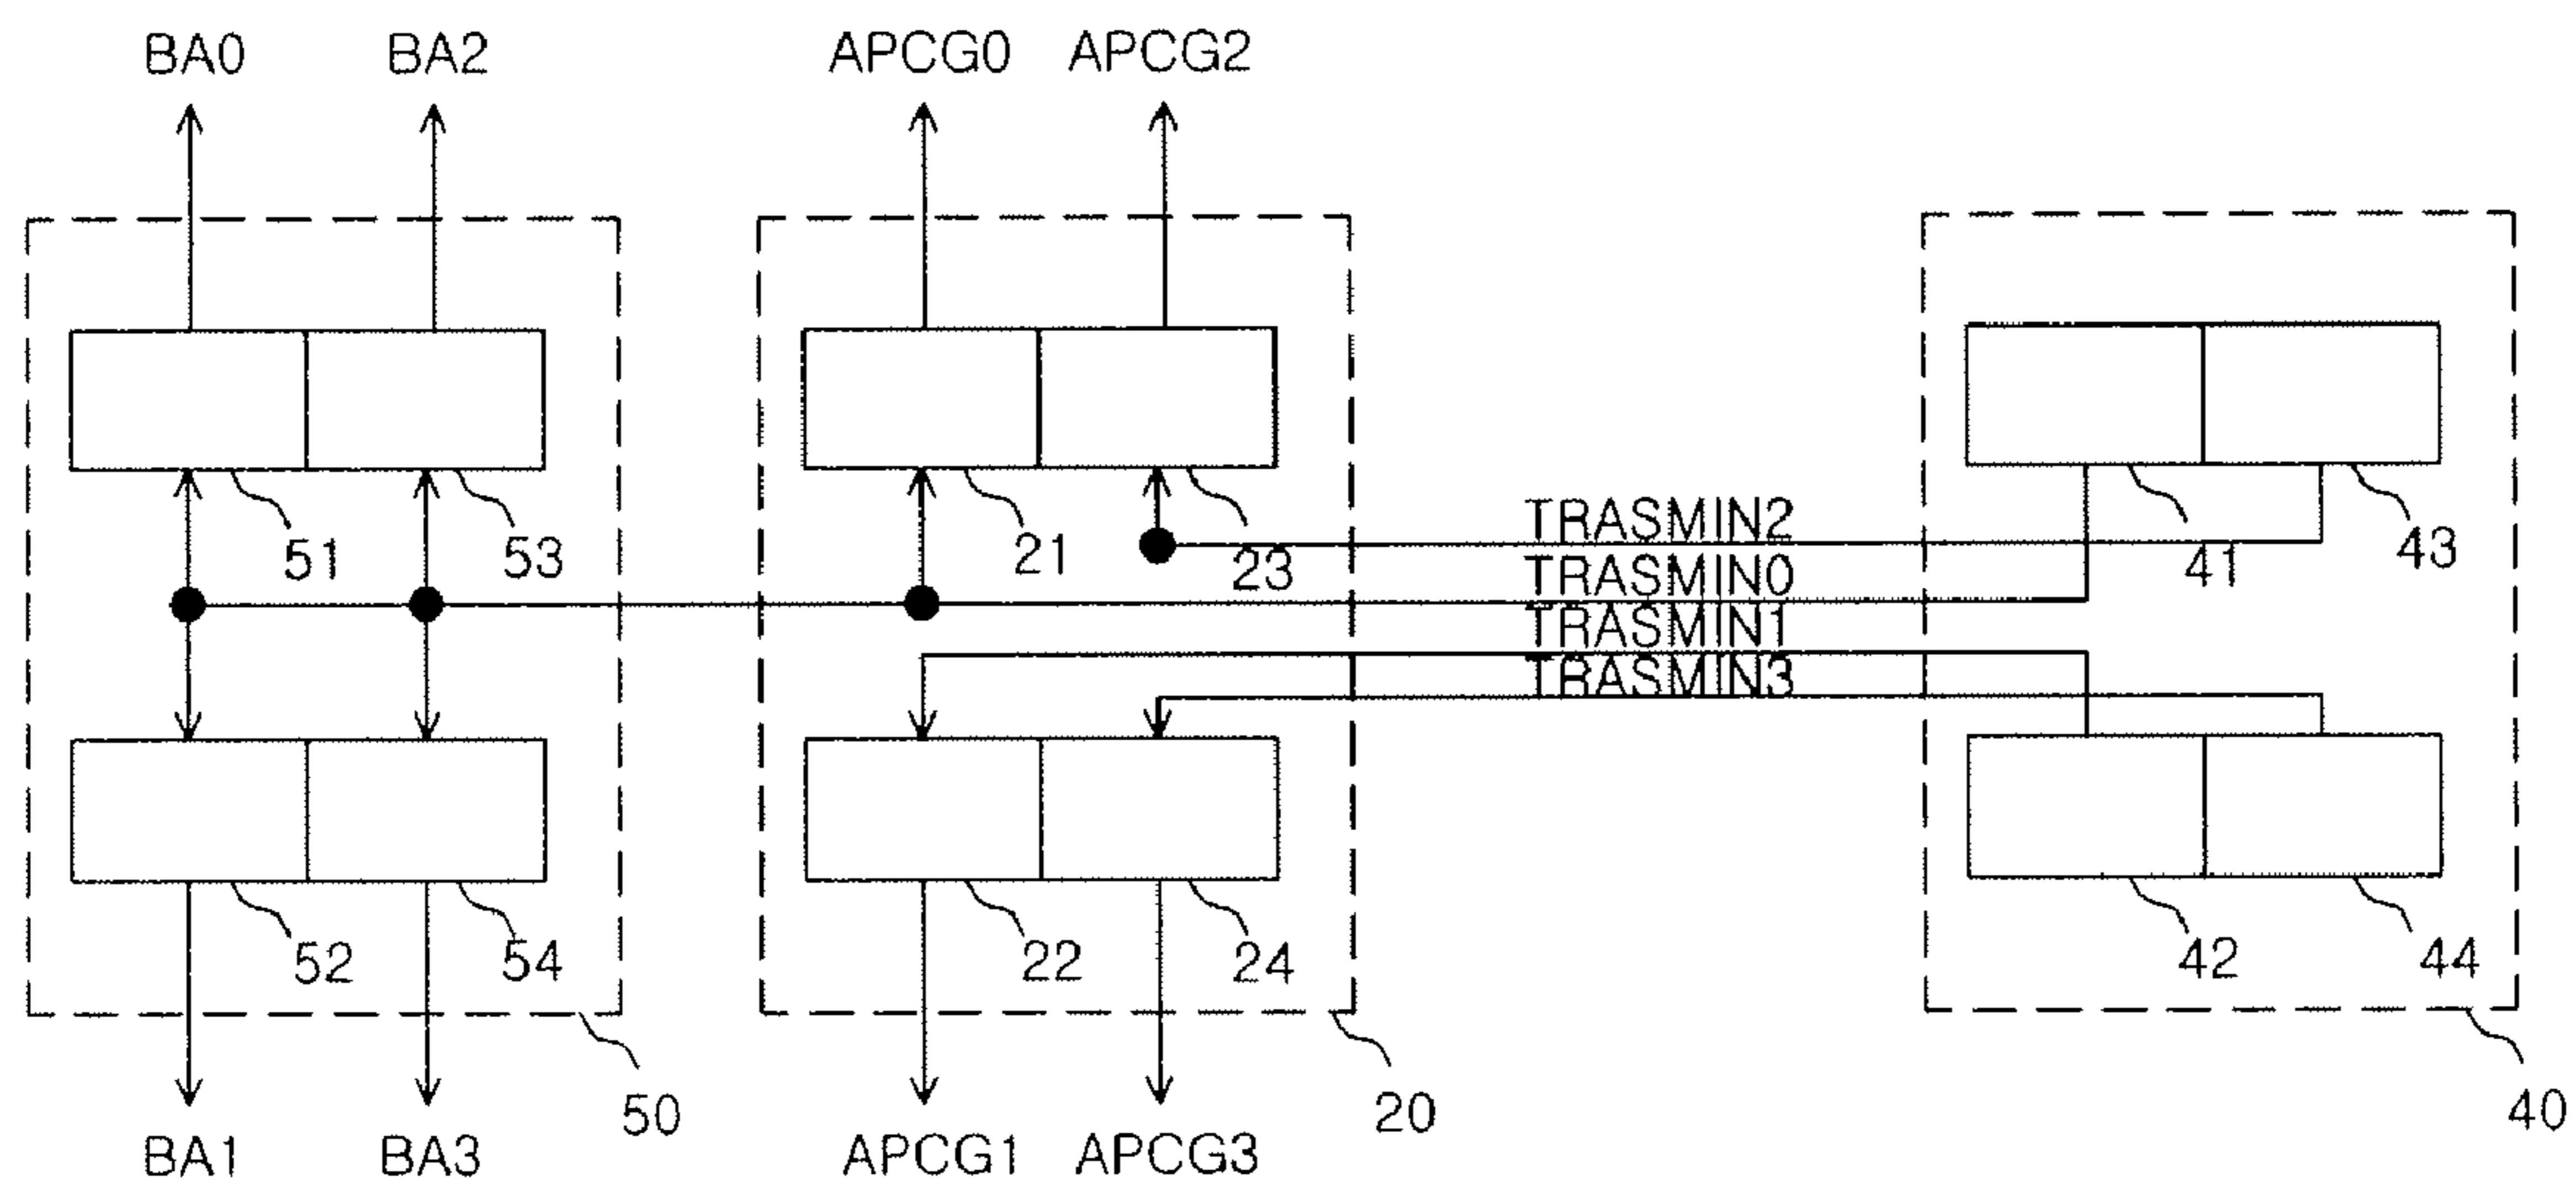 BA0 BA2 APCG0 APCG2
51 53 21 23 41 43
TRASMIN2
TRASMIN0
TRASMIN1
TRASMIN3
52 54 22 24 42 44
50 20 40
BA1 BA3 APCG1 APCG3